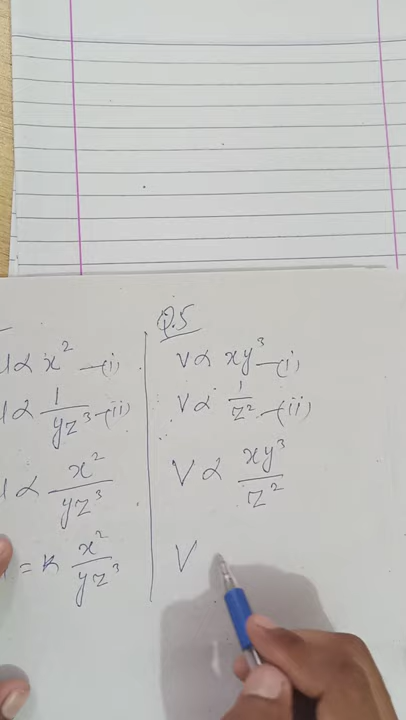 Q.5
∝ x² —(i)
∝ 1/yz³ —(ii)
∝ x²/yz³
= K x²/yz³
V ∝ xy³ —(i)
V ∝ 1/z² —(ii)
V ∝ xy³/z²
V